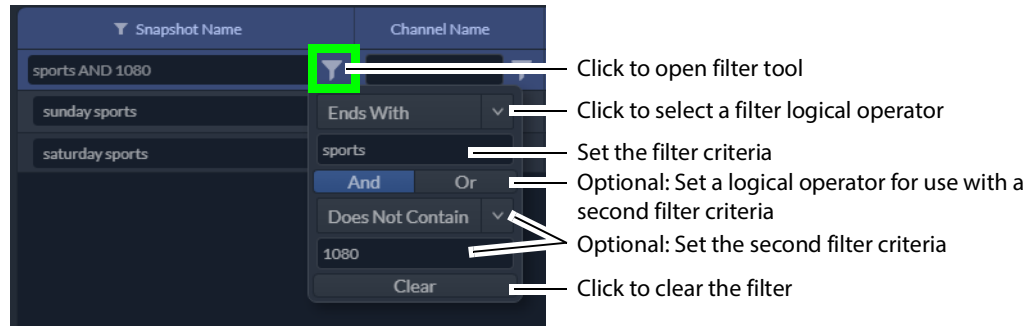 Snapshot Name Channel Name
sports AND 1080 Click to open filter tool
sunday sports Ends With Click to select a filter logical operator
saturday sports sports Set the filter criteria
And Or Optional: Set a logical operator for use with a
second filter criteria
Does Not Contain Optional: Set the second filter criteria
1080
Clear Click to clear the filter